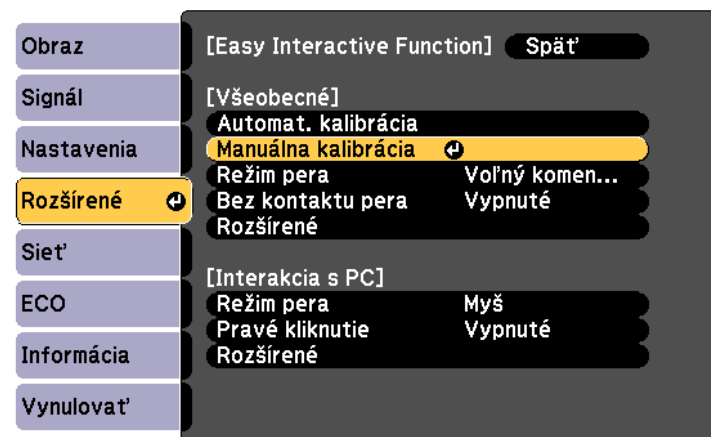 Obraz
Signál
Nastavenia
Rozšírené
Sieť
ECO
Informácia
Vynulovať
[Easy Interactive Function] Späť
[Všeobecné]
Automat. kalibrácia
Manuálna kalibrácia
Režim pera Voľný komen...
Bez kontaktu pera Vypnuté
Rozšírené
[Interakcia s PC]
Režim pera Myš
Pravé kliknutie Vypnuté
Rozšírené